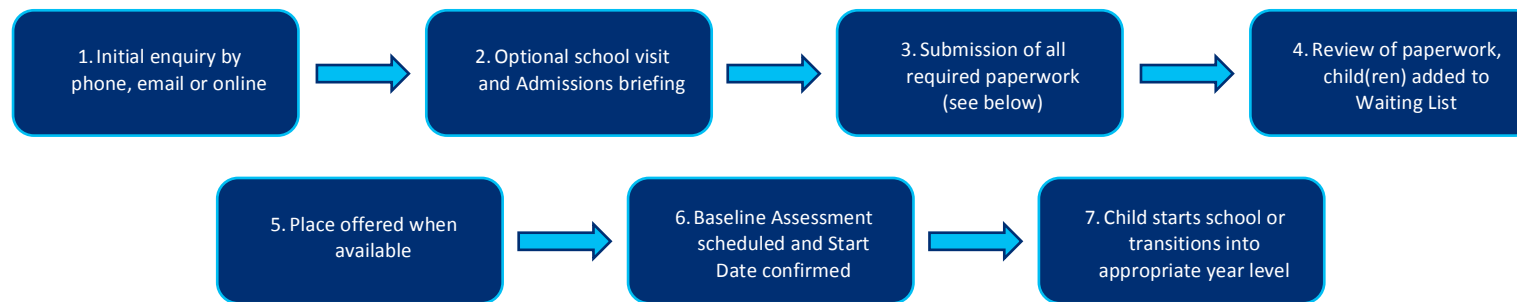 1. Initial enquiry by
phone, email or online
2. Optional school visit
and Admissions briefing
3. Submission of all
required paperwork
(see below)
4. Review of paperwork,
child(ren) added to
Waiting List
5. Place offered when
available
6. Baseline Assessment
scheduled and Start
Date confirmed
7. Child starts school or
transitions into
appropriate year level